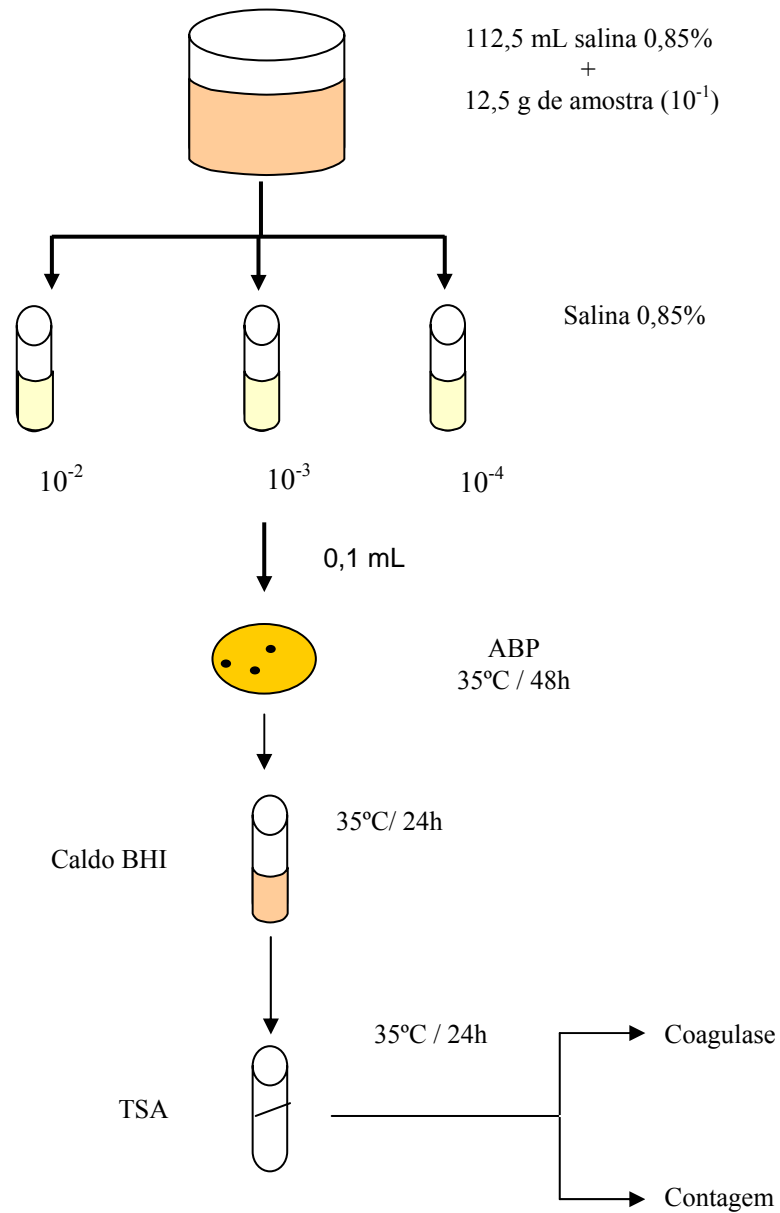 112,5 mL salina 0,85%
+
12,5 g de amostra (10⁻¹)
Salina 0,85%
10⁻²
10⁻³
10⁻⁴
0,1 mL
ABP
35ºC / 48h
35ºC/ 24h
Caldo BHI
35ºC / 24h
Coagulase
TSA
Contagem